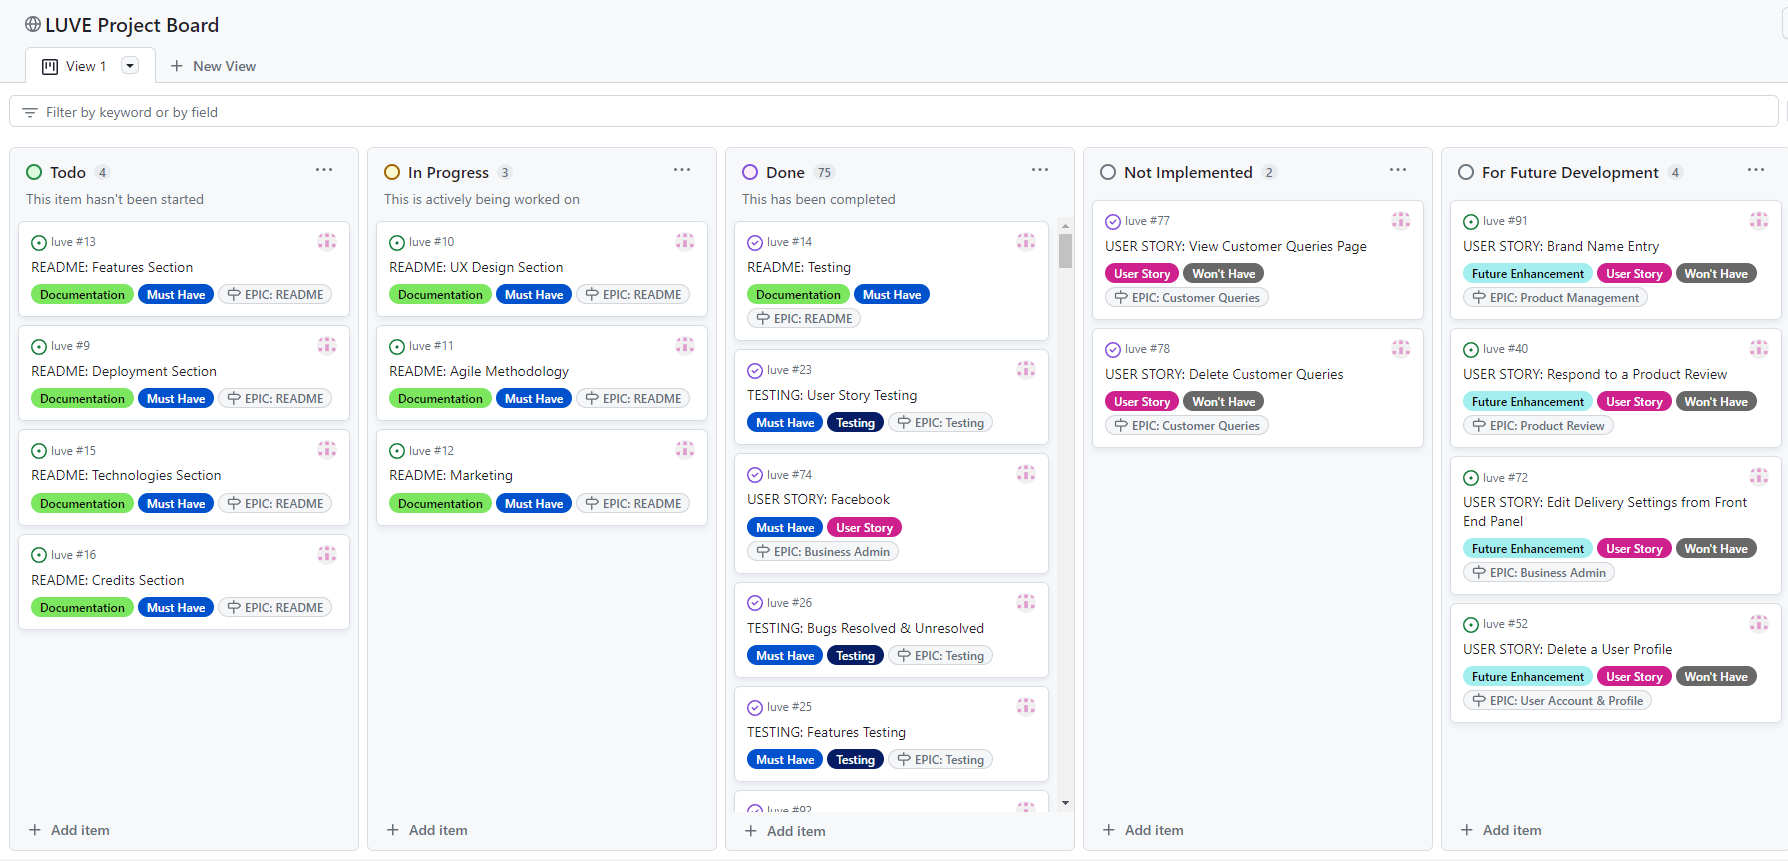 LUVE Project Board
View 1
New View
Filter by keyword or by field
Todo 4
This item hasn't been started
luve #13
README: Features Section
Documentation Must Have EPIC: README
luve #9
README: Deployment Section
Documentation Must Have EPIC: README
luve #15
README: Technologies Section
Documentation Must Have EPIC: README
luve #16
README: Credits Section
Documentation Must Have EPIC: README
Add item
In Progress 3
This is actively being worked on
luve #10
README: UX Design Section
Documentation Must Have EPIC: README
luve #11
README: Agile Methodology
Documentation Must Have EPIC: README
luve #12
README: Marketing
Documentation Must Have EPIC: README
Add item
Done 75
This has been completed
luve #14
README: Testing
Documentation Must Have
EPIC: README
luve #23
TESTING: User Story Testing
Must Have Testing EPIC: Testing
luve #74
USER STORY: Facebook
Must Have User Story
EPIC: Business Admin
luve #26
TESTING: Bugs Resolved & Unresolved
Must Have Testing EPIC: Testing
luve #25
TESTING: Features Testing
Must Have Testing EPIC: Testing
luve #92
Add item
Not Implemented 2
luve #77
USER STORY: View Customer Queries Page
User Story Won't Have
EPIC: Customer Queries
luve #78
USER STORY: Delete Customer Queries
User Story Won't Have
EPIC: Customer Queries
Add item
For Future Development 4
luve #91
USER STORY: Brand Name Entry
Future Enhancement User Story Won't Have
EPIC: Product Management
luve #40
USER STORY: Respond to a Product Review
Future Enhancement User Story Won't Have
EPIC: Product Review
luve #72
USER STORY: Edit Delivery Settings from Front
End Panel
Future Enhancement User Story Won't Have
EPIC: Business Admin
luve #52
USER STORY: Delete a User Profile
Future Enhancement User Story Won't Have
EPIC: User Account & Profile
Add item